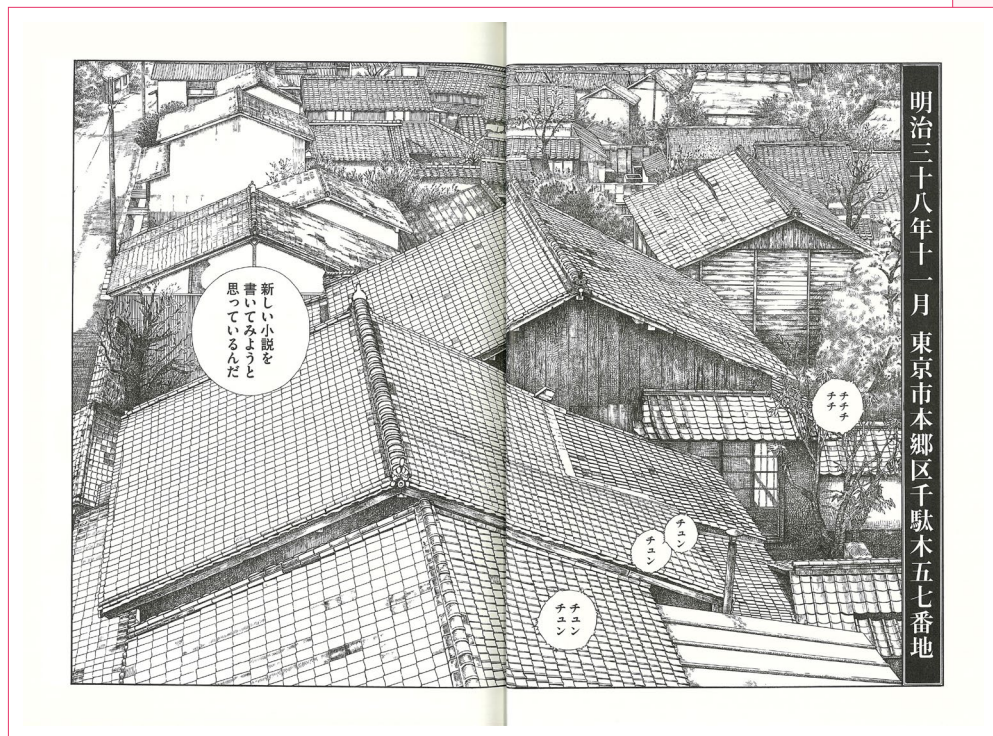 明治三十八年十一月 東京市本郷区千駄木五七番地
チチチ
チチ
チュン
チュン
チュン
チュン
新しい小説を
書いてみようと
思っているんだ